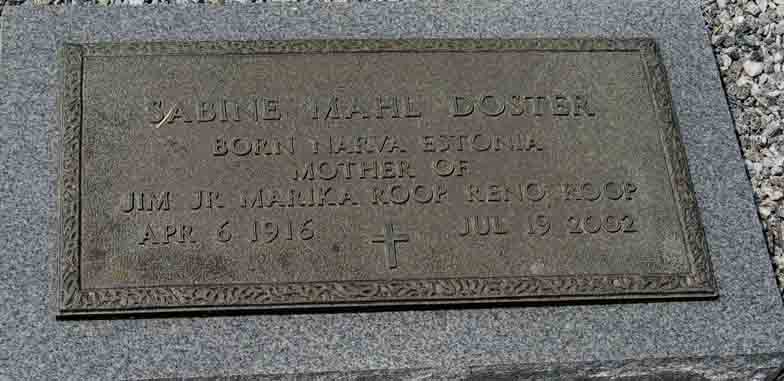 SABINE MAHL DOSTER
BORN NARVA ESTONIA
MOTHER OF
JIM JR MARIKA ROOP RENO, ROOP
APR 6 1916 JUL 19 2002